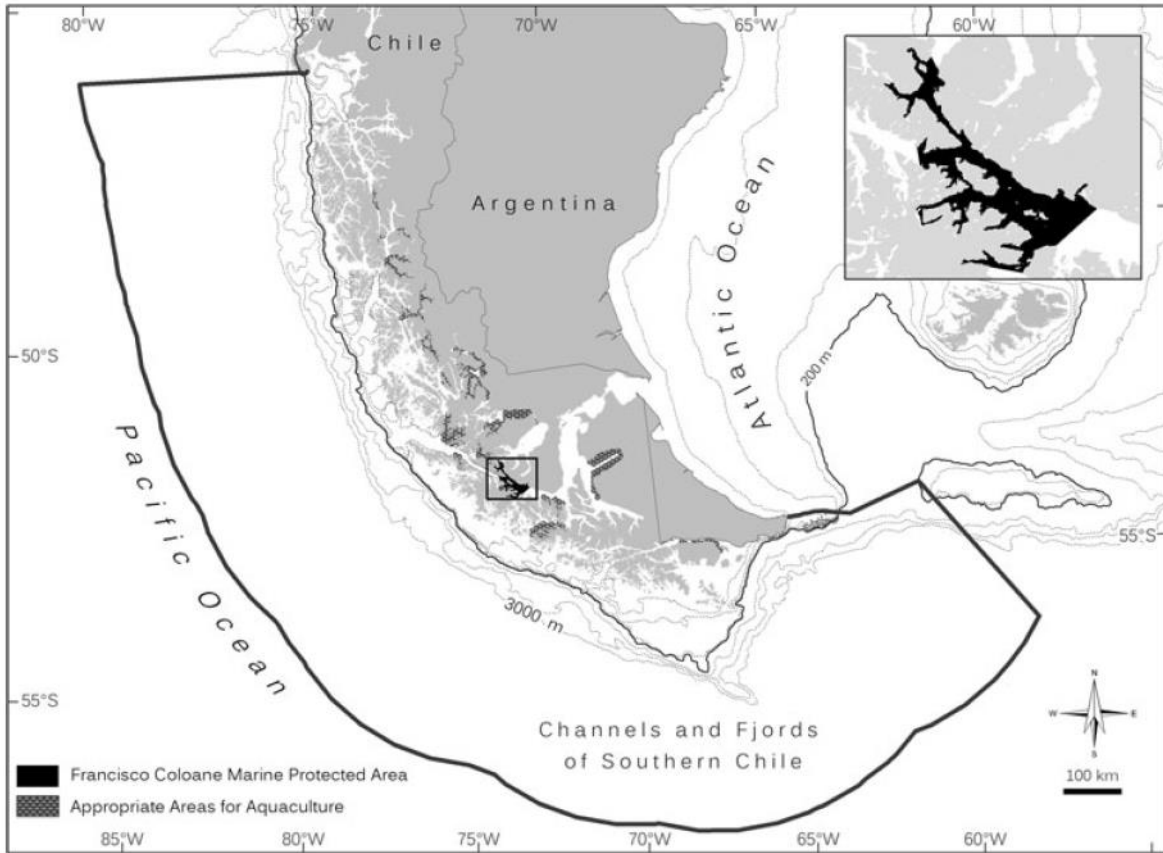 80°W
75°W
70°W
65°W
60°W
Chile
Argentina
Atlantic Ocean
50°S
200 m
Pacific Ocean
55°S
3000 m
55°S
N
W
E
S
Channels and Fjords
of Southern Chile
Francisco Coloane Marine Protected Area
100 km
Appropriate Areas for Aquaculture
85°W
80°W
75°W
70°W
65°W
60°W